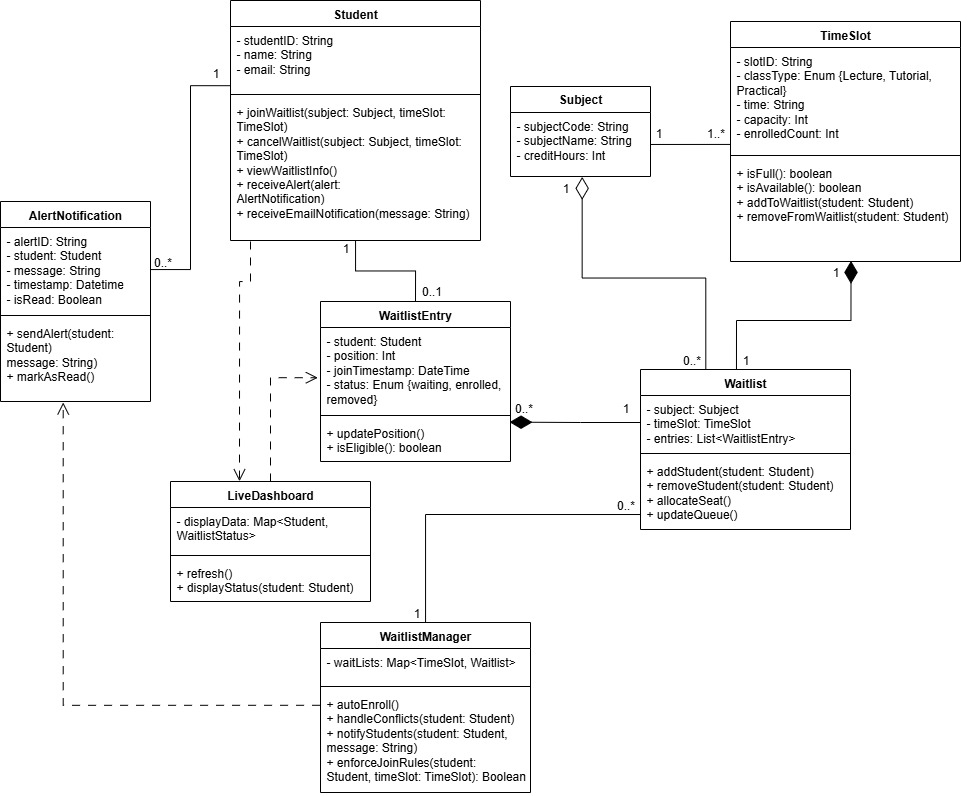 Student
- studentID: String
- name: String
- email: String
+ joinWaitlist(subject: Subject, timeSlot:
TimeSlot)
+ cancelWaitlist(subject: Subject, timeSlot:
TimeSlot)
+ viewWaitlistInfo()
+ receiveAlert(alert:
AlertNotification)
+ receiveEmailNotification(message: String)
1
1
TimeSlot
- slotID: String
- classType: Enum {Lecture, Tutorial,
Practical}
- time: String
- capacity: Int
- enrolledCount: Int
+ isFull(): boolean
+ isAvailable(): boolean
+ addToWaitlist(student: Student)
+ removeFromWaitlist(student: Student)
1
Subject
- subjectCode: String
- subjectName: String
- creditHours: Int
1
1..*
1
AlertNotification
- alertID: String
- student: Student
- message: String
- timestamp: Datetime
- isRead: Boolean
+ sendAlert(student:
Student)
message: String)
+ markAsRead()
0..*
0..1
WaitlistEntry
- student: Student
- position: Int
- joinTimestamp: DateTime
- status: Enum {waiting, enrolled,
removed}
+ updatePosition()
+ isEligible(): boolean
0..*
1
0..*
1
Waitlist
- subject: Subject
- timeSlot: TimeSlot
- entries: List<WaitlistEntry>
+ addStudent(student: Student)
+ removeStudent(student: Student)
+ allocateSeat()
+ updateQueue()
0..*
LiveDashboard
- displayData: Map<Student,
WaitlistStatus>
+ refresh()
+ displayStatus(student: Student)
1
WaitlistManager
- waitLists: Map<TimeSlot, Waitlist>
+ autoEnroll()
+ handleConflicts(student: Student)
+ notifyStudents(student: Student,
message: String)
+ enforceJoinRules(student:
Student, timeSlot: TimeSlot): Boolean